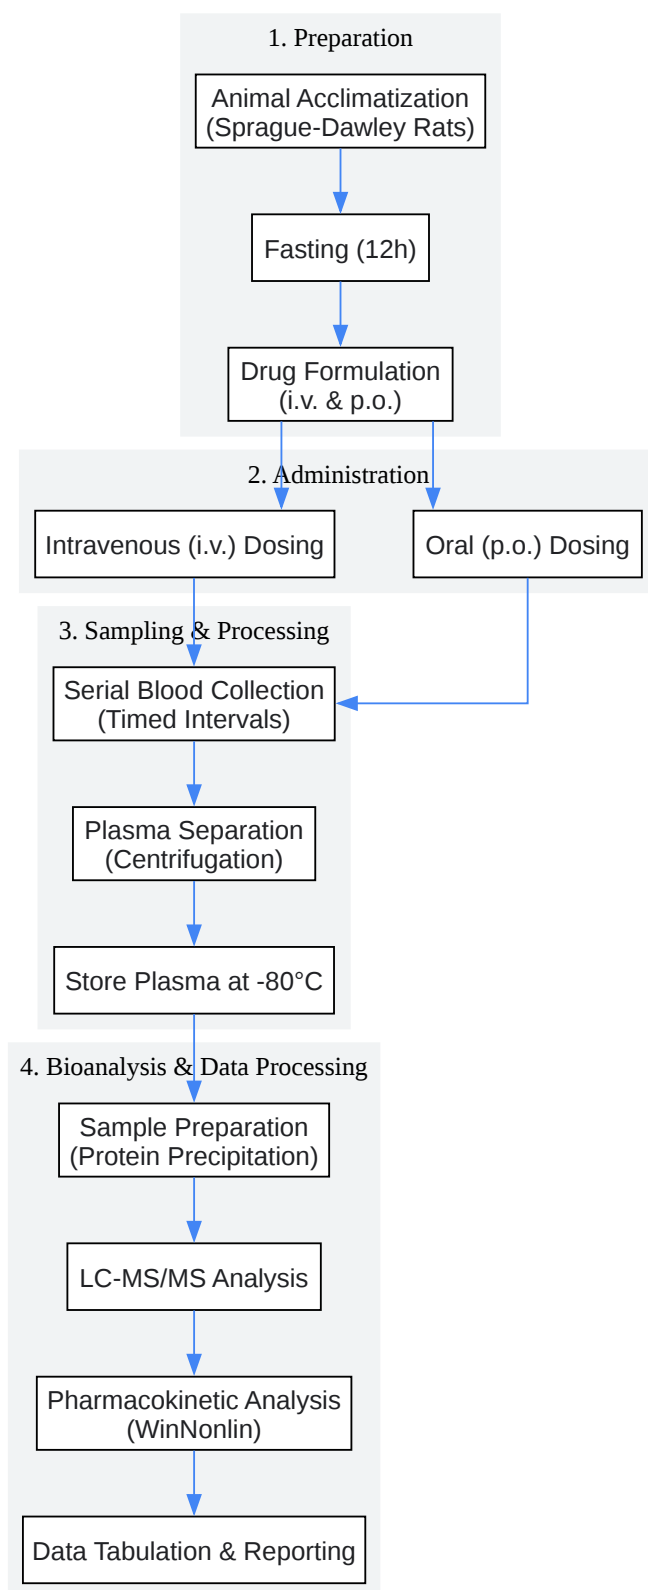 1. Preparation
Animal Acclimatization
(Sprague-Dawley Rats)
Fasting (12h)
Drug Formulation
(i.v. & p.o.)
2. Administration
Intravenous (i.v.) Dosing
Oral (p.o.) Dosing
3. Sampling & Processing
Serial Blood Collection
(Timed Intervals)
Plasma Separation
(Centrifugation)
Store Plasma at -80°C
4. Bioanalysis & Data Processing
Sample Preparation
(Protein Precipitation)
LC-MS/MS Analysis
Pharmacokinetic Analysis
(WinNonlin)
Data Tabulation & Reporting